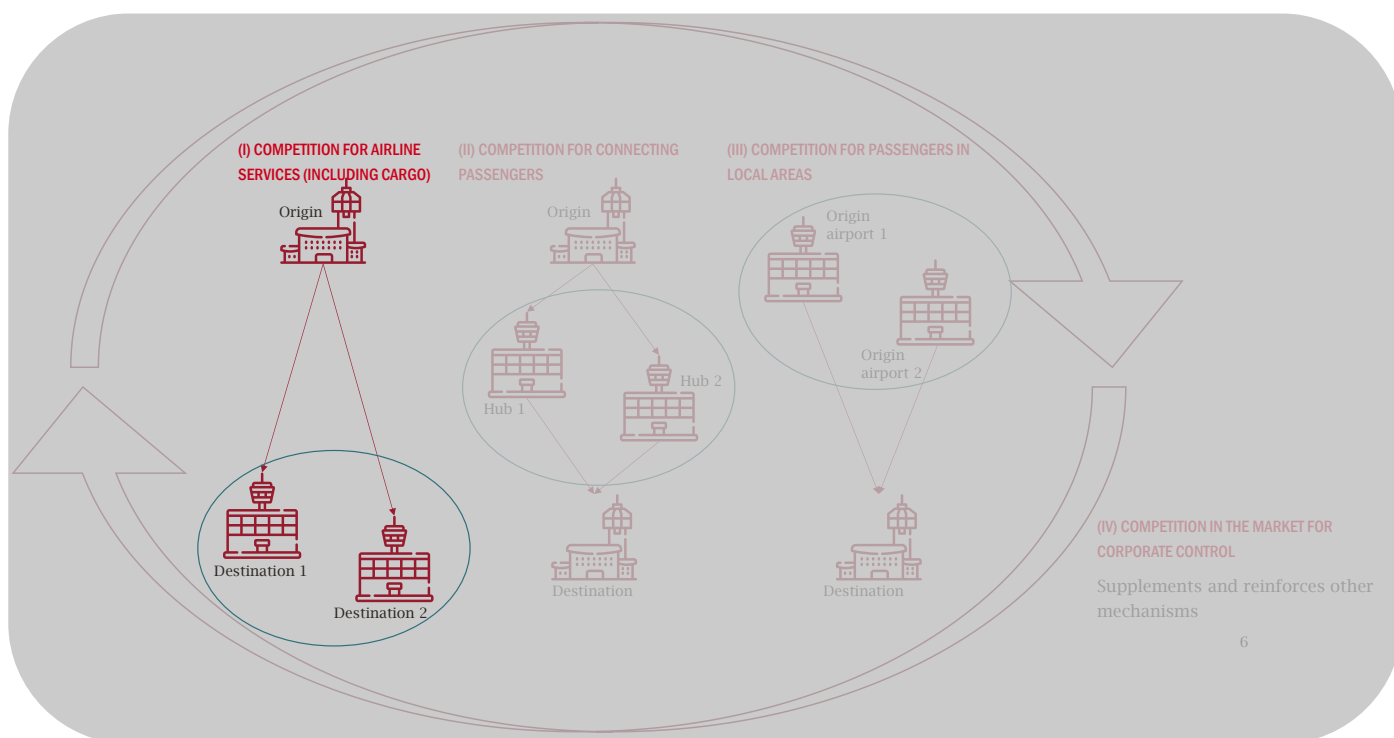 (I) COMPETITION FOR AIRLINE
SERVICES (INCLUDING CARGO)
Origin
Destination 1
Destination 2
(II) COMPETITION FOR CONNECTING
PASSENGERS
Origin
Hub 1
Hub 2
Destination
(III) COMPETITION FOR PASSENGERS IN
LOCAL AREAS
Origin
airport 1
Origin
airport 2
Destination
(IV) COMPETITION IN THE MARKET FOR
CORPORATE CONTROL
Supplements and reinforces other
mechanisms
6